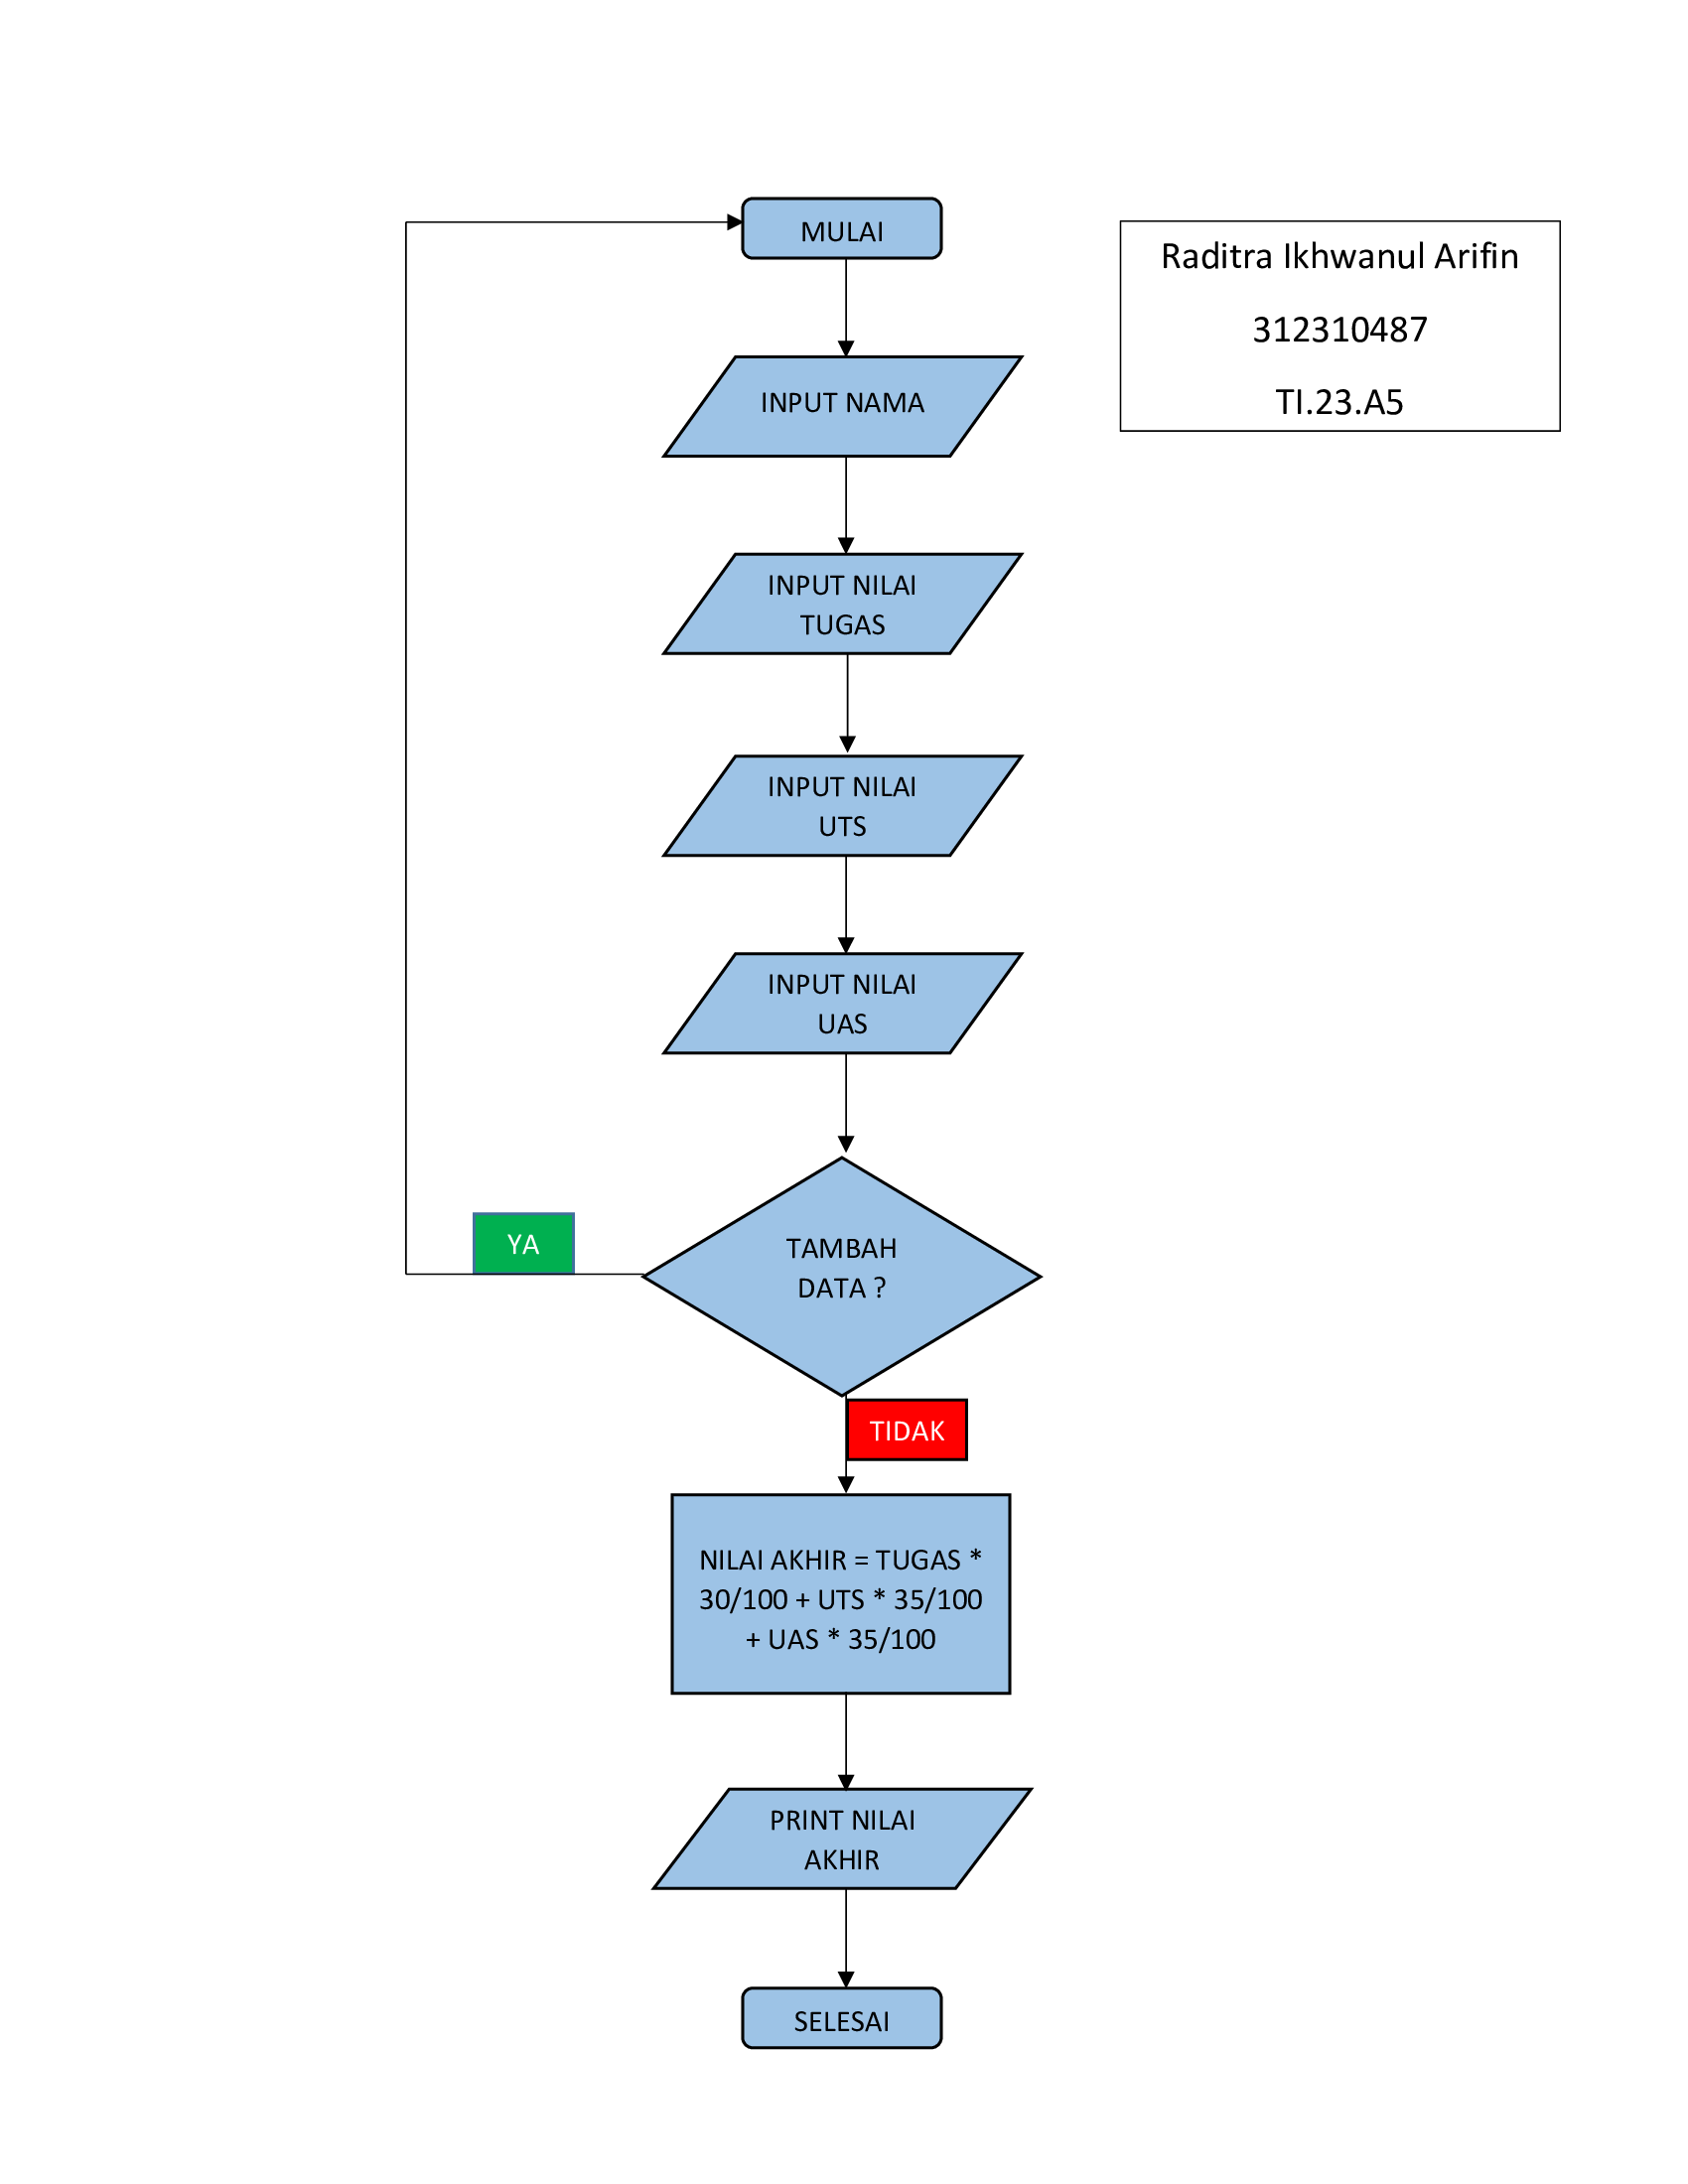 MULAI
Raditra Ikhwanul Arifin
312310487
TI.23.A5
INPUT NAMA
INPUT NILAI
TUGAS
INPUT NILAI
UTS
INPUT NILAI
UAS
TAMBAH
DATA ?
YA
TIDAK
NILAI AKHIR = TUGAS *
30/100 + UTS * 35/100
+ UAS * 35/100
PRINT NILAI
AKHIR
SELESAI